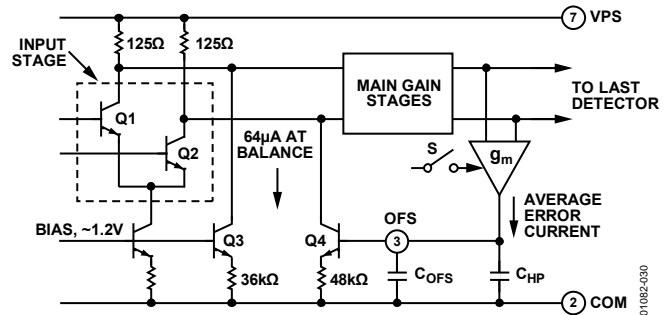 7 VPS
125Ω 125Ω
INPUT
STAGE
Q1
Q2
MAIN GAIN
STAGES
TO LAST
DETECTOR
64µA AT
BALANCE
S
gm
AVERAGE
ERROR
CURRENT
BIAS, ~1.2V
Q3
Q4
OFS
3
36kΩ
48kΩ
COFS
CHP
2 COM
01082-030